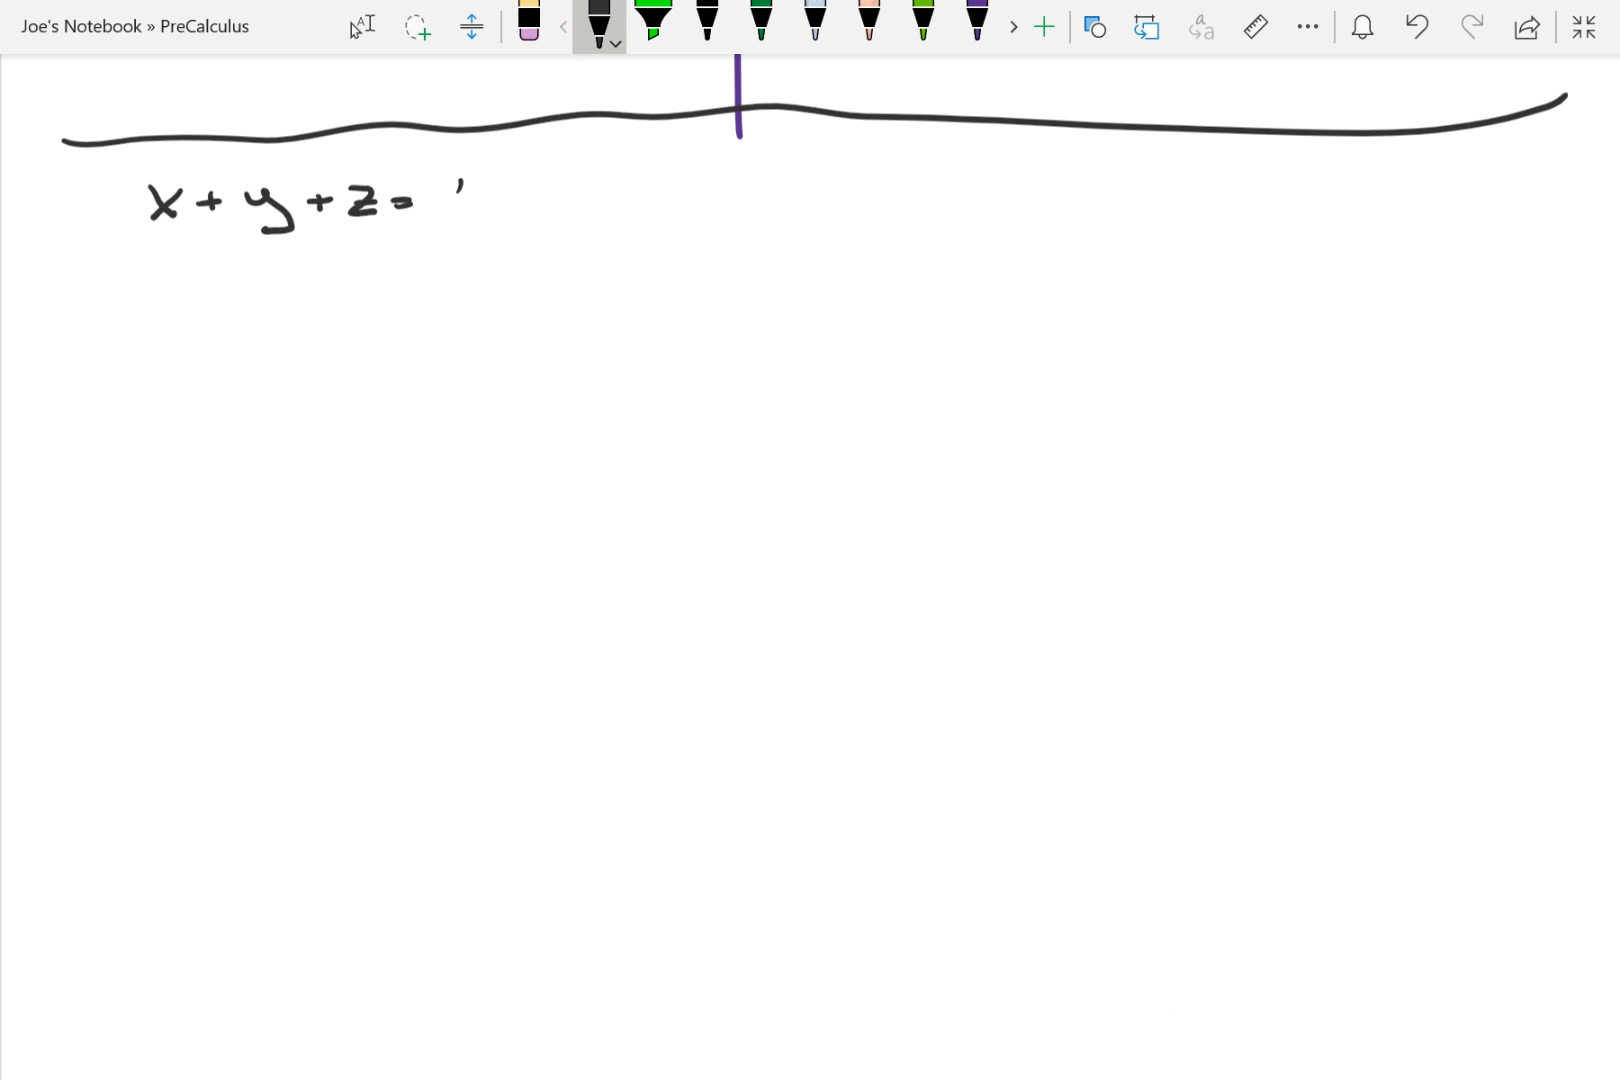 Joe's Notebook » PreCalculus
x + y + z =